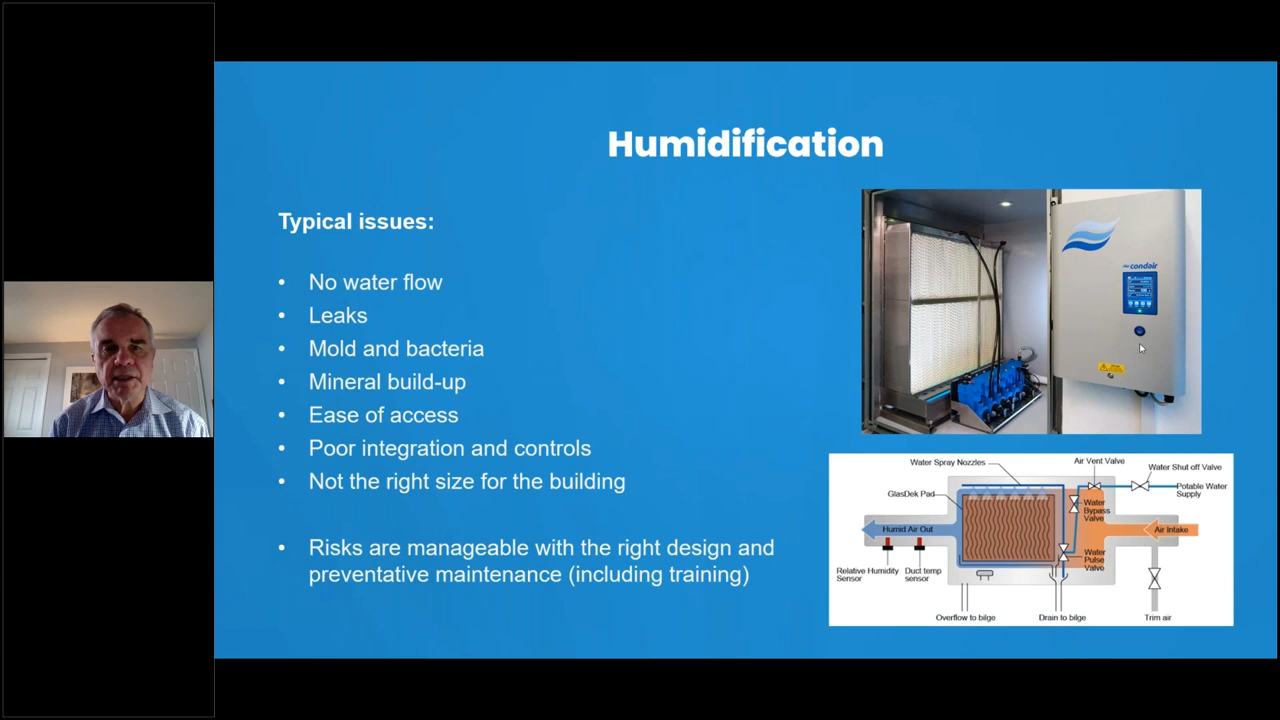 Humidification
Typical issues:
• No water flow
• Leaks
• Mold and bacteria
• Mineral build-up
• Ease of access
• Poor integration and controls
• Not the right size for the building
• Risks are manageable with the right design and
preventative maintenance (including training)
condair
Water Spray Nozzles
Air Vent Valve
Water Shut off Valve
GlasDek Pad
Potable Water
Supply
Water
Bypass
Valve
Humid Air Out
Air Intake
Water
Pulse
Valve
Relative Humidity
Sensor
Duct temp
sensor
Overflow to bilge
Drain to bilge
Trim air